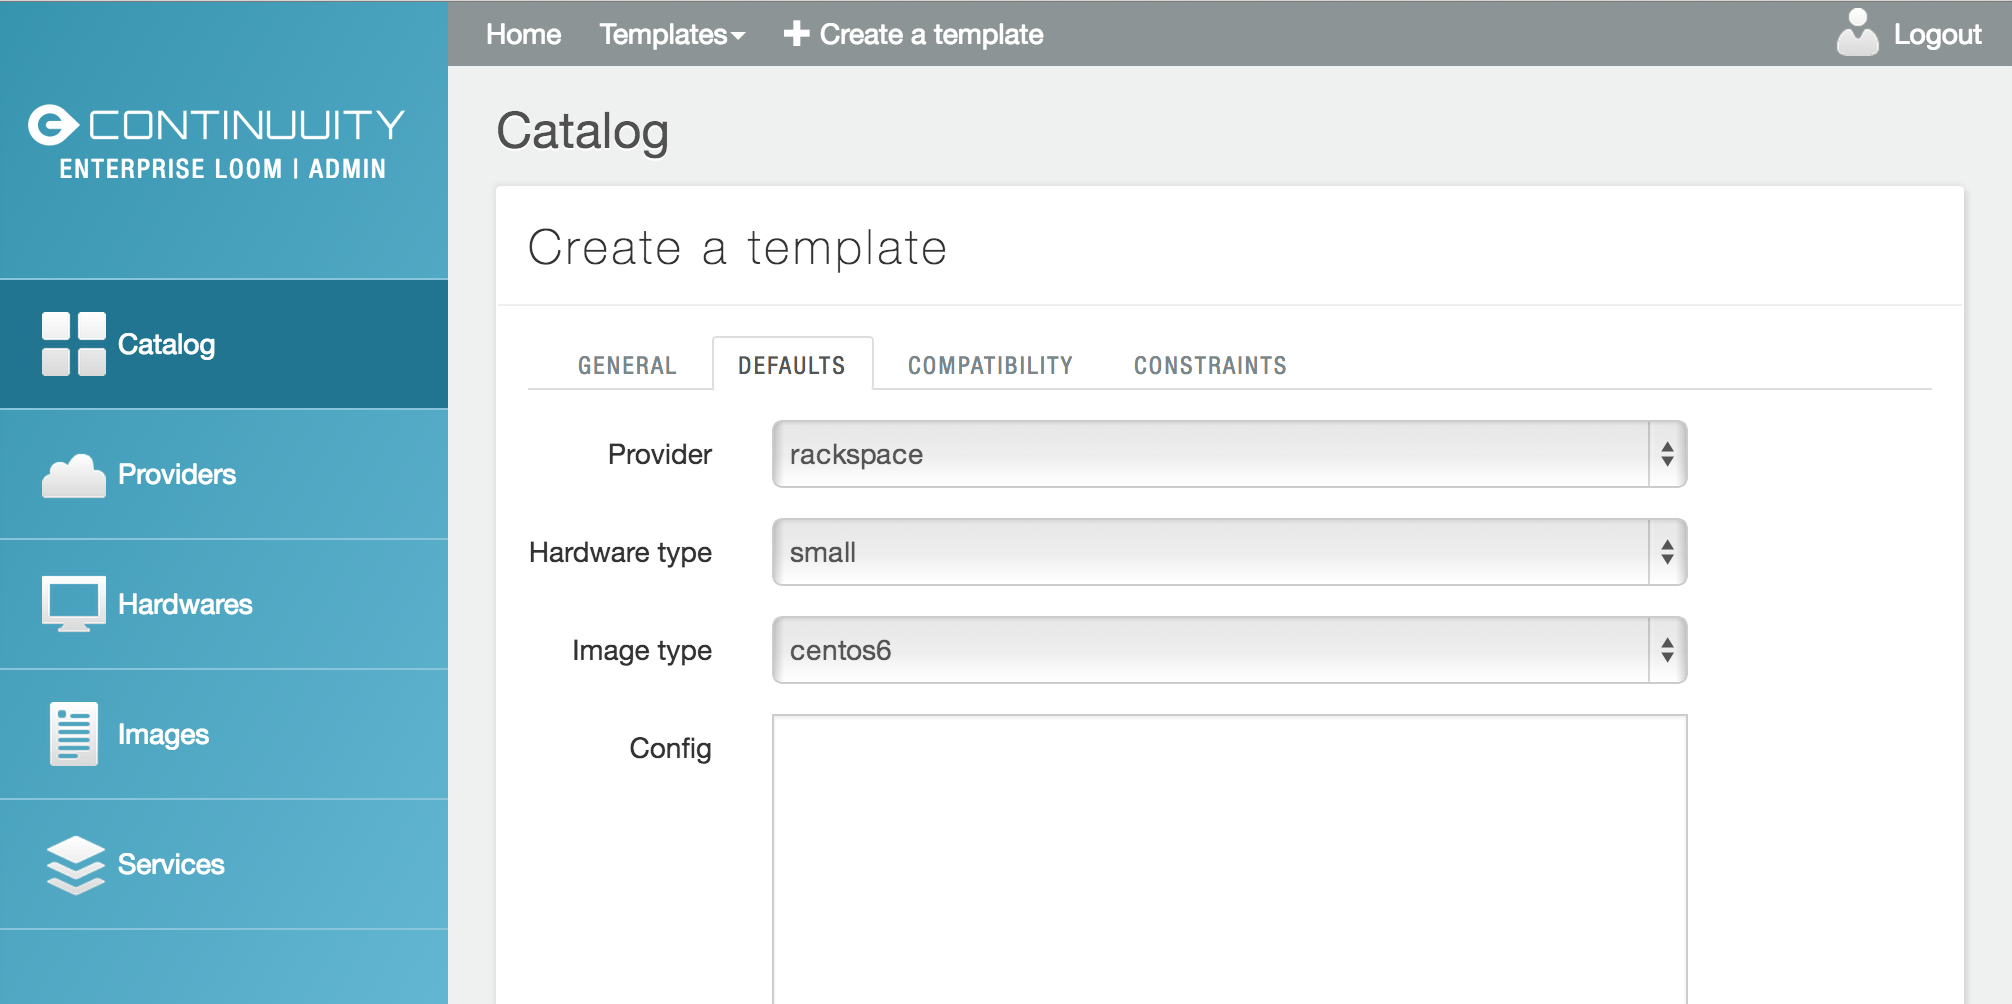 Home Templates Create a template Logout
CONTINUUITY
ENTERPRISE LOOM | ADMIN
Catalog
Providers
Hardwares
Images
Services
Catalog
Create a template
GENERAL DEFAULTS COMPATIBILITY CONSTRAINTS
Provider rackspace
Hardware type small
Image type centos6
Config